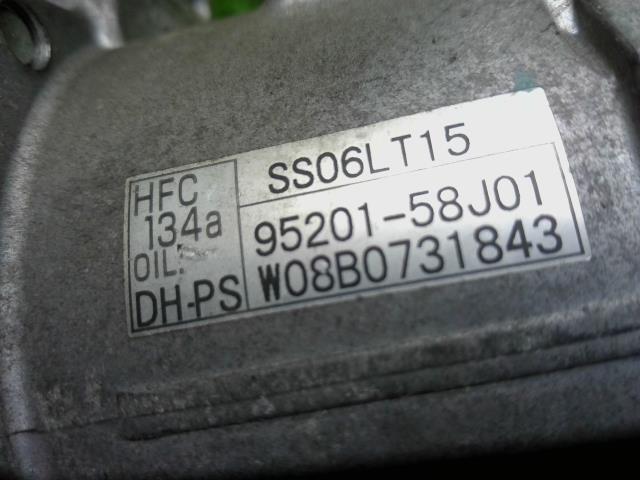 HFC
134a
OIL:
DH-PS
SS06LT15
95201-58J01
W08B0731843